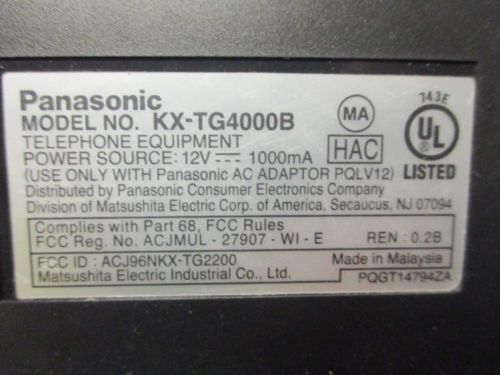 Panasonic
MODEL NO. KX-TG4000B
TELEPHONE EQUIPMENT
POWER SOURCE: 12V ⎓ 1000mA
(USE ONLY WITH Panasonic AC ADAPTOR PQLV12)
Distributed by Panasonic Consumer Electronics Company
Division of Matsushita Electric Corp. of America, Secaucus, NJ 07094
MA
HAC
743E
UL
LISTED
Complies with Part 68, FCC Rules
FCC Reg. No. ACJMUL - 27907 - WI - E REN : 0.2B
FCC ID : ACJ96NKX-TG2200 Made in Malaysia
Matsushita Electric Industrial Co., Ltd. PQGT14794ZA